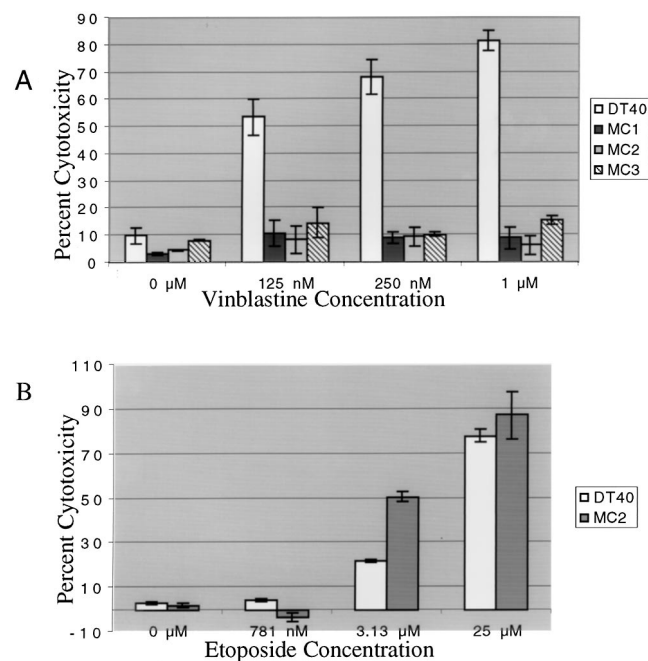 A
Percent Cytotoxicity
90
80
70
60
50
40
30
20
10
0
0 µM 125 nM 250 nM 1 µM
Vinblastine Concentration
DT40
MC1
MC2
MC3
B
Percent Cytotoxicity
110
90
70
50
30
10
-10
0 µM 781 nM 3.13 µM 25 µM
Etoposide Concentration
DT40
MC2